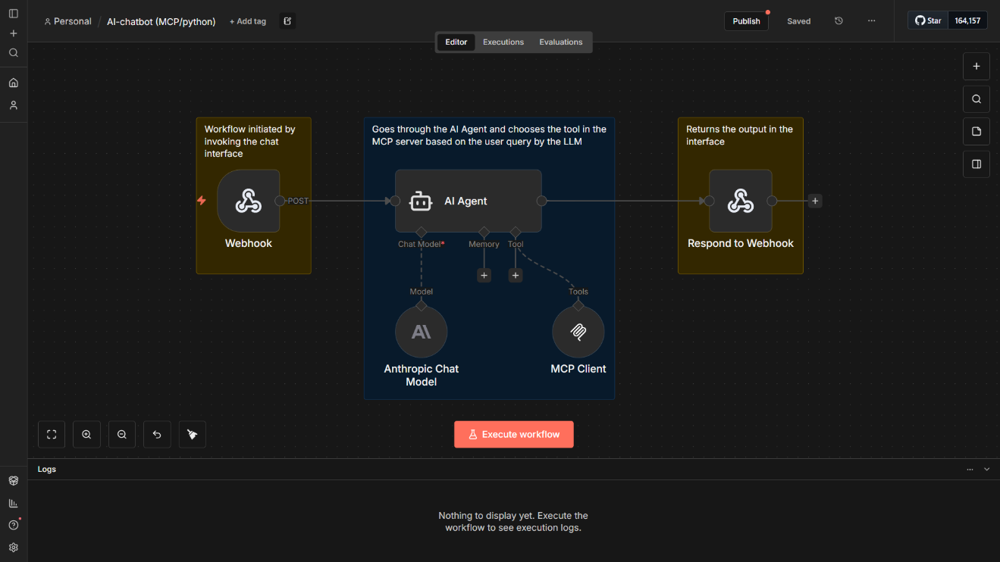 Personal / AI-chatbot (MCP/python) + Add tag
Publish
Saved
Star 164,157
Editor Executions Evaluations
Workflow initiated by
invoking the chat
interface
Goes through the AI Agent and chooses the tool in the
MCP server based on the user query by the LLM
Returns the output in the
interface
POST
AI Agent
Webhook
Chat Model*
Memory
Tool
Respond to Webhook
Model
Tools
Anthropic Chat
Model
MCP Client
Execute workflow
Logs
Nothing to display yet. Execute the
workflow to see execution logs.